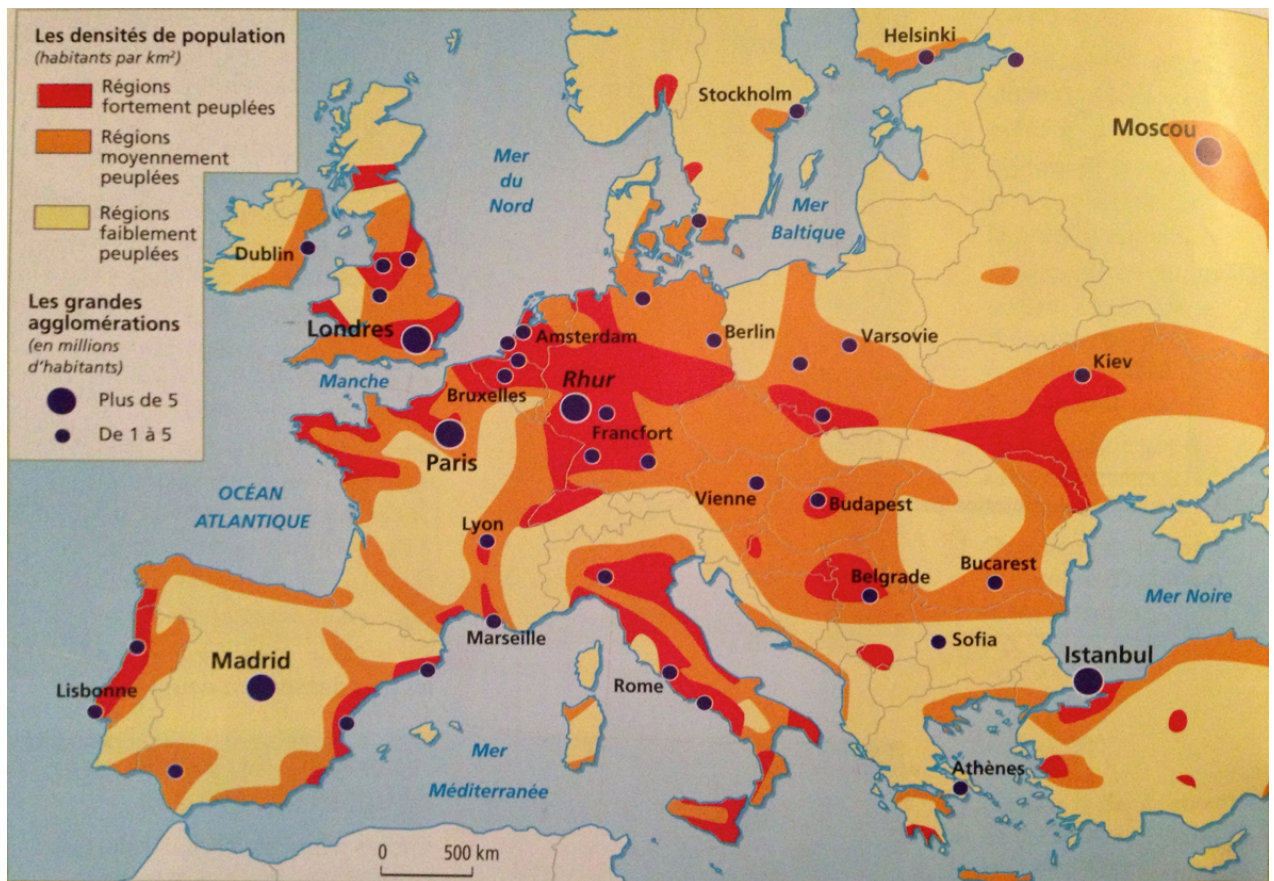 Les densités de population
(habitants par km²)
Régions
fortement peuplées
Régions
moyennement
peuplées
Régions
faiblement
peuplées
Les grandes
agglomérations
(en millions
d'habitants)
Plus de 5
De 1 à 5
Helsinki
Stockholm
Moscou
Mer
du
Nord
Mer
Baltique
Dublin
Londres
Amsterdam
Berlin
Varsovie
Manche
Bruxelles
Rhur
Kiev
Francfort
Paris
Vienne
Budapest
OCÉAN
ATLANTIQUE
Lyon
Belgrade
Bucarest
Mer Noire
Marseille
Sofia
Madrid
Istanbul
Lisbonne
Rome
Mer
Méditerranée
Athènes
0 500 km